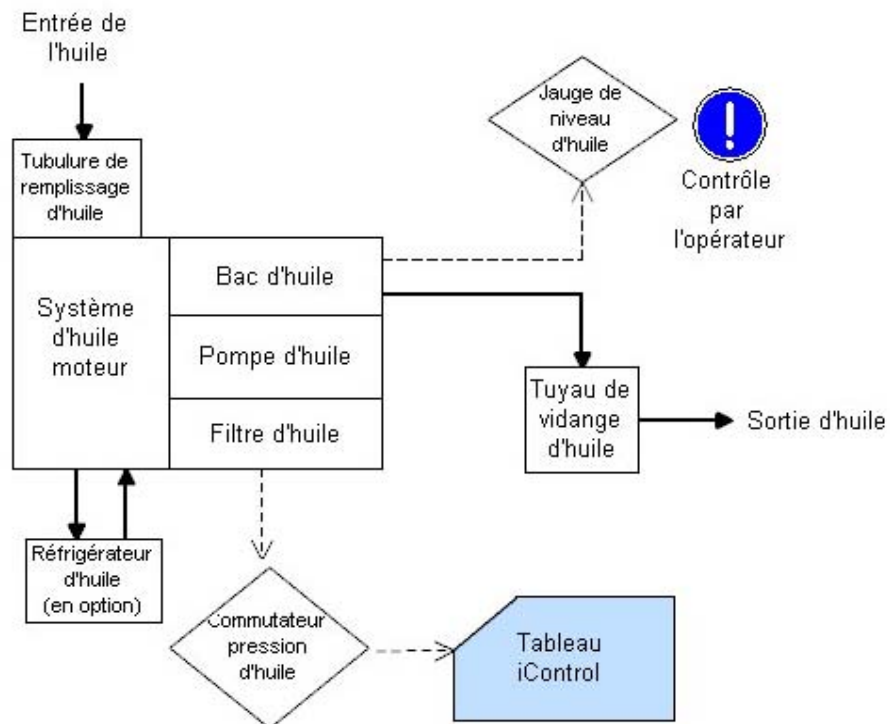 Entrée de
l'huile
Tubulure de
remplissage
d'huile
Jauge de
niveau
d'huile
Contrôle
par
l'opérateur
Système
d'huile
moteur
Bac d'huile
Pompe d'huile
Filtre d'huile
Tuyau de
vidange
d'huile
Sortie d'huile
Réfrigérateur
d'huile
(en option)
Commutateur
pression
d'huile
Tableau
iControl